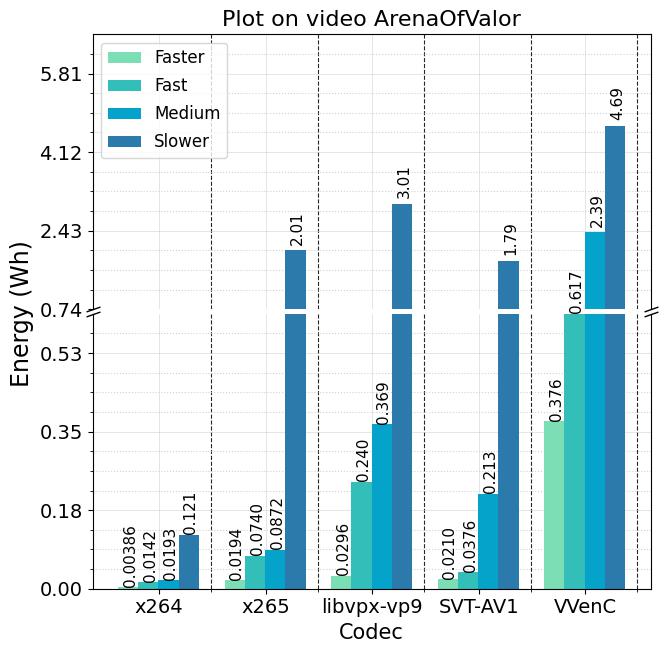 Plot on video ArenaOfValor
Faster
Fast
Medium
Slower
5.81
4.12
2.43
0.74
0.53
0.35
0.18
0.00
Energy (Wh)
0.00386
0.0142
0.0193
0.121
0.0194
0.0740
0.0872
2.01
0.0296
0.240
0.369
3.01
0.0210
0.0376
0.213
1.79
0.376
0.617
2.39
4.69
x264
x265
libvpx-vp9
SVT-AV1
VVenC
Codec